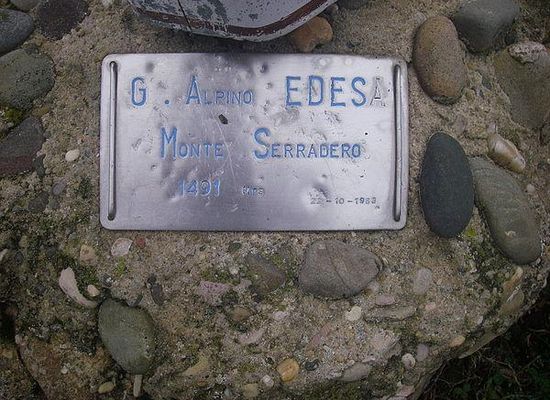 G. ALPINO EDESA
MONTE SERRADERO
1491 Mts
22-10-1983